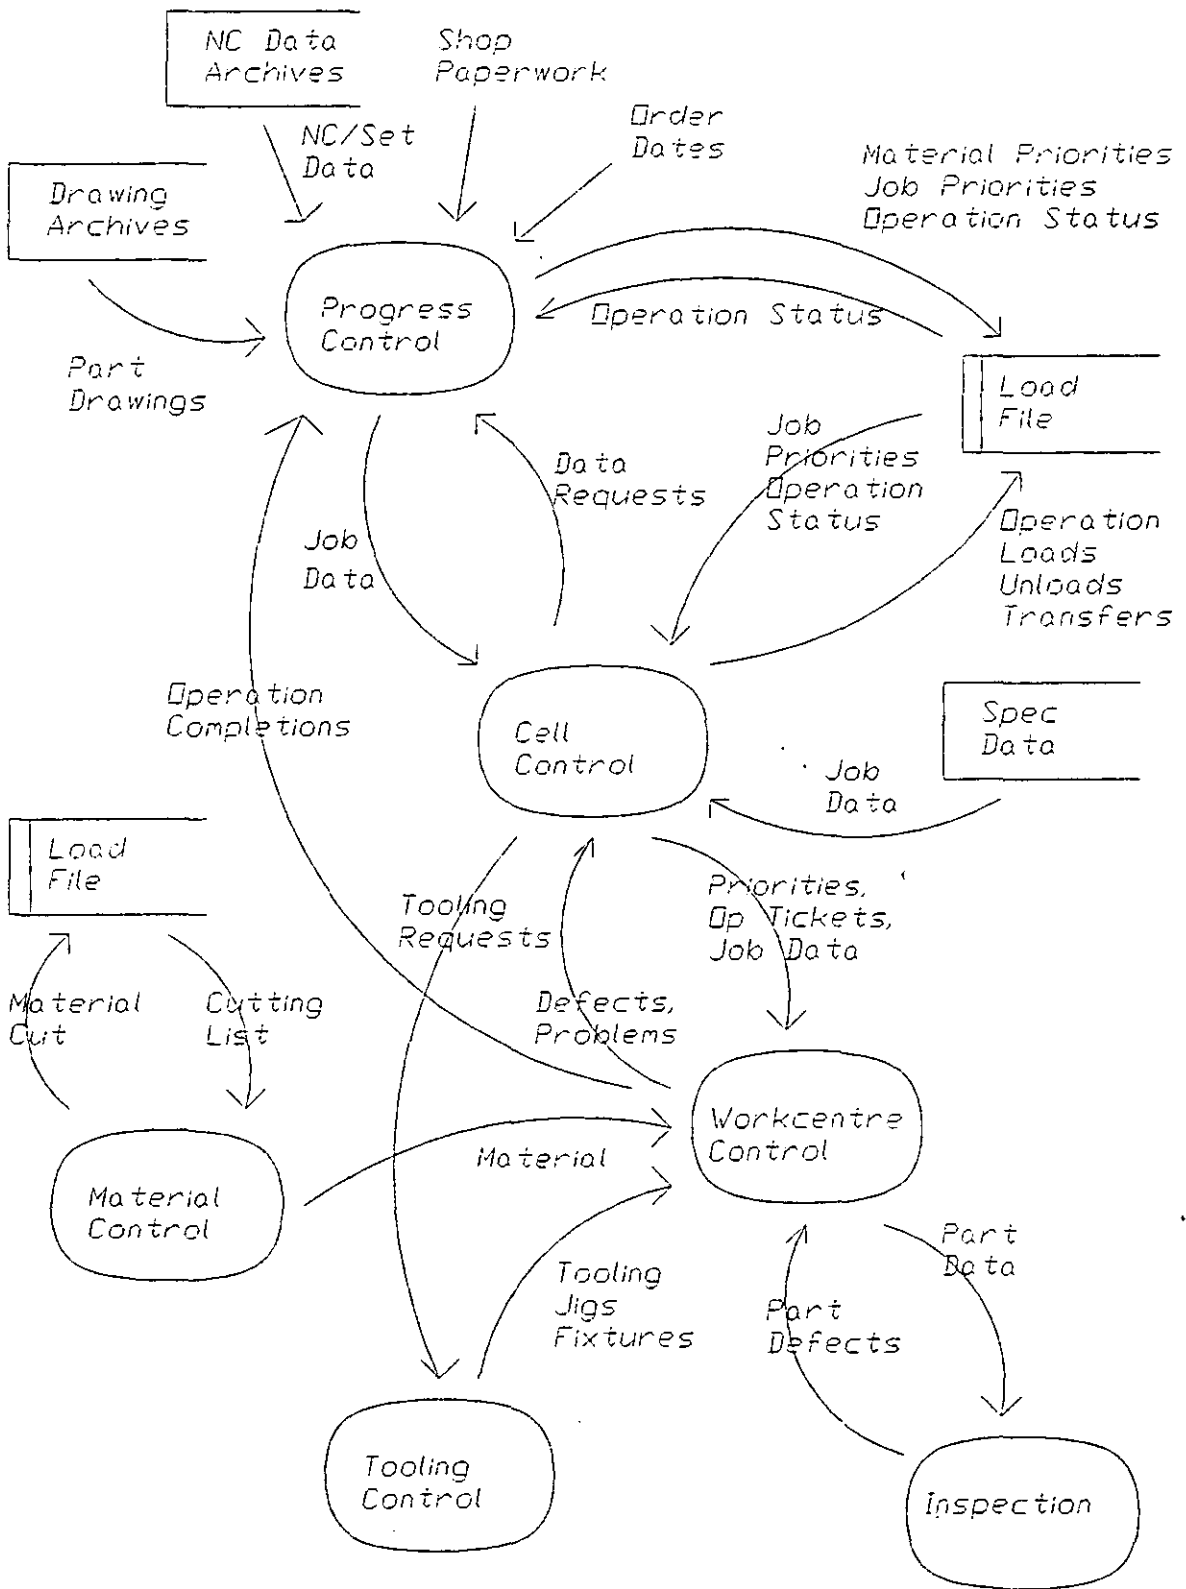 NC Data
Archives
Shop
Paperwork
NC/Set
Data
Order
Dates
Material Priorities
Job Priorities
Operation Status
Drawing
Archives
Part
Drawings
Progress
Control
Operation Status
Load
File
Job
Priorities
Operation
Status
Data
Requests
Job
Data
Operation
Loads
Unloads
Transfers
Operation
Completions
Cell
Control
Spec
Data
Job
Data
Load
File
Tooling
Requests
Priorities,
Op Tickets,
Job Data
Material
Cut
Cutting
List
Defects,
Problems
Workcentre
Control
Material
Material
Control
Tooling
Jigs
Fixtures
Part
Data
Part
Defects
Tooling
Control
Inspection